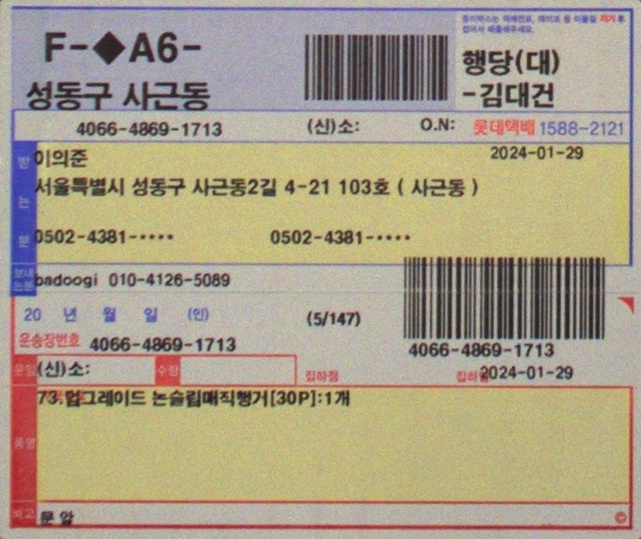 종이박스는 택배전표, 테이프 등 이물질 제거 후
접어서 배출해주세요.
F-◆A6-
성동구 사근동
행당(대)
-김대건
4066-4869-1713
(신)소:
O.N:
롯데택배 1588-2121
2024-01-29
받는분
이의준
서울특별시 성동구 사근동2길 4-21 103호 ( 사근동 )
0502-4381-**** 0502-4381-****
보내는분
badoogi 010-4126-5089
20 년 월 일 (인)
(5/147)
운송장번호 4066-4869-1713
4066-4869-1713
운임 (신)소: 수량
집하점 집하일 2024-01-29
품명
73.업그레이드 논슬립매직행거[30P]:1개
비고
문 앞